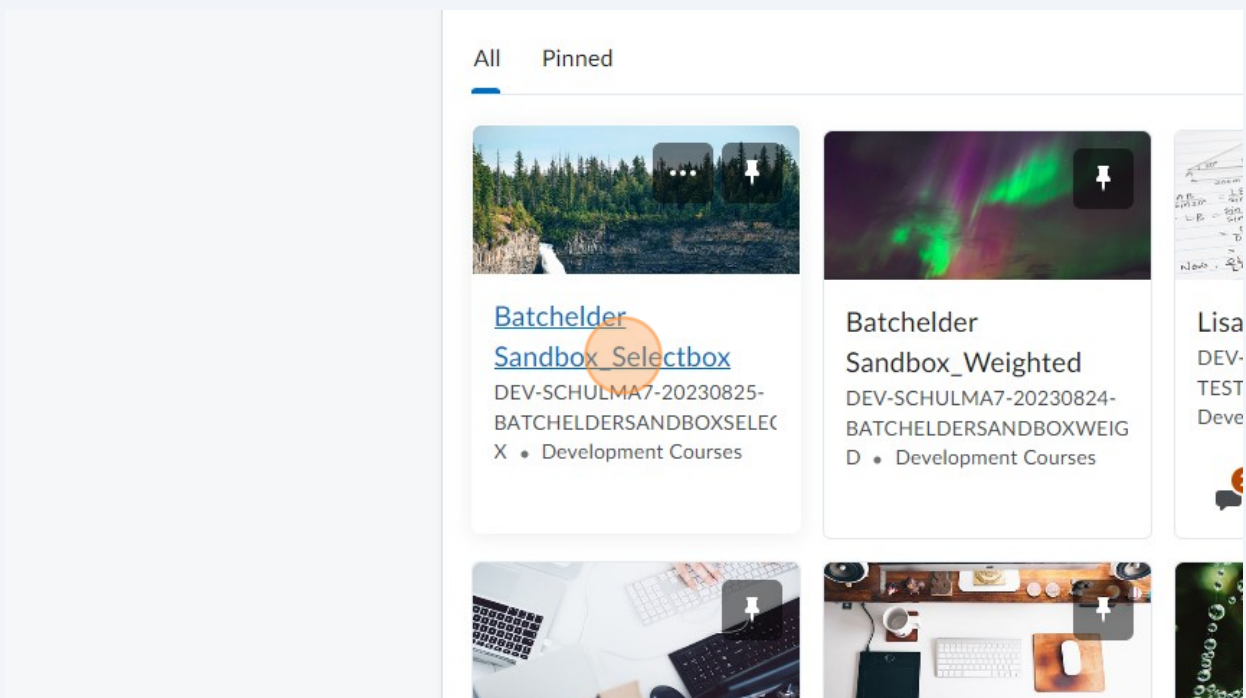 All Pinned
Batchelder
Sandbox_Selectbox
DEV-SCHULMA7-20230825-
BATCHELDERSANDBOXSELEC
X • Development Courses
Batchelder
Sandbox_Weighted
DEV-SCHULMA7-20230824-
BATCHELDERSANDBOXWEIG
D • Development Courses
Lisa
DEV-
TEST
Deve